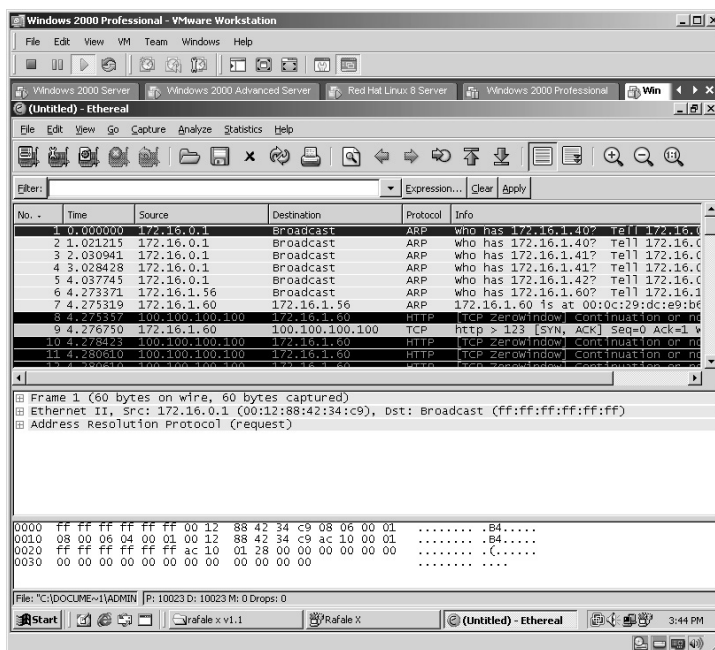 Windows 2000 Professional - VMware Workstation
File Edit View VM Team Windows Help
Windows 2000 Server Windows 2000 Advanced Server Red Hat Linux 8 Server Windows 2000 Professional Win
(Untitled) - Ethereal
File Edit View Go Capture Analyze Statistics Help
Filter: Expression... Clear Apply
No. - Time Source Destination Protocol Info
1 0.000000 172.16.0.1 Broadcast ARP who has 172.16.1.40? Tell 172.16.0
2 1.021215 172.16.0.1 Broadcast ARP who has 172.16.1.40? Tell 172.16.0
3 2.030941 172.16.0.1 Broadcast ARP who has 172.16.1.41? Tell 172.16.0
4 3.028428 172.16.0.1 Broadcast ARP who has 172.16.1.41? Tell 172.16.0
5 4.037745 172.16.0.1 Broadcast ARP who has 172.16.1.42? Tell 172.16.0
6 4.273371 172.16.1.56 Broadcast ARP who has 172.16.1.60? Tell 172.16.1
7 4.275319 172.16.1.60 172.16.1.56 ARP 172.16.1.60 is at 00:0c:29:dc:e9:b6
8 4.275357 100.100.100.100 172.16.1.60 HTTP [TCP ZeroWindow] Continuation or no
9 4.276750 172.16.1.60 100.100.100.100 TCP http > 123 [SYN, ACK] Seq=0 Ack=1 W
10 4.278423 100.100.100.100 172.16.1.60 HTTP [TCP ZeroWindow] Continuation or no
11 4.280610 100.100.100.100 172.16.1.60 HTTP [TCP ZeroWindow] Continuation or no
Frame 1 (60 bytes on wire, 60 bytes captured)
Ethernet II, Src: 172.16.0.1 (00:12:88:42:34:c9), Dst: Broadcast (ff:ff:ff:ff:ff:ff)
Address Resolution Protocol (request)
0000 ff ff ff ff ff ff 00 12 88 42 34 c9 08 06 00 01 ........ .B4.....
0010 08 00 06 04 00 01 00 12 88 42 34 c9 ac 10 00 01 ........ .B4.....
0020 ff ff ff ff ff ff ac 10 01 28 00 00 00 00 00 00 ........ .(......
0030 00 00 00 00 00 00 00 00 00 00 00 00 ........ ....
File: "C:\DOCUME~1\ADMIN P: 10023 D: 10023 M: 0 Drops: 0
Start rafale x v1.1 Rafale X (Untitled) - Ethereal 3:44 PM